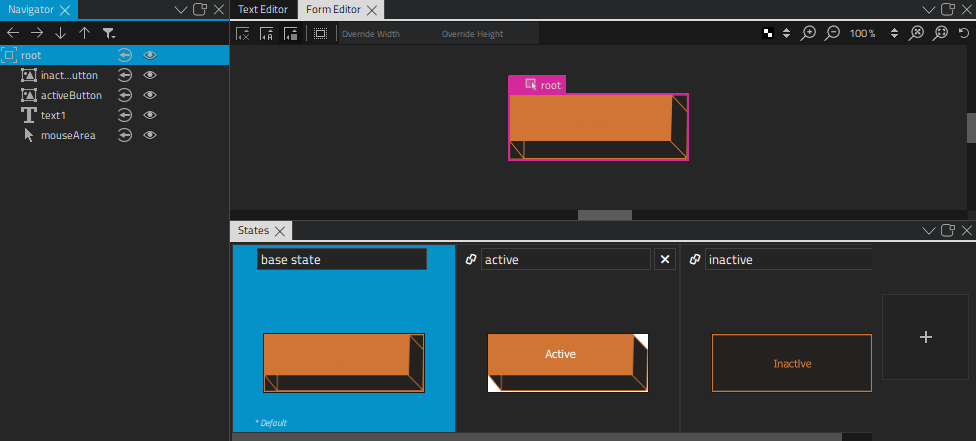 Navigator
root
inact...utton
activeButton
text1
mouseArea
Text Editor
Form Editor
Override Width
Override Height
100 %
root
States
base state
active
inactive
Active
Inactive
* Default